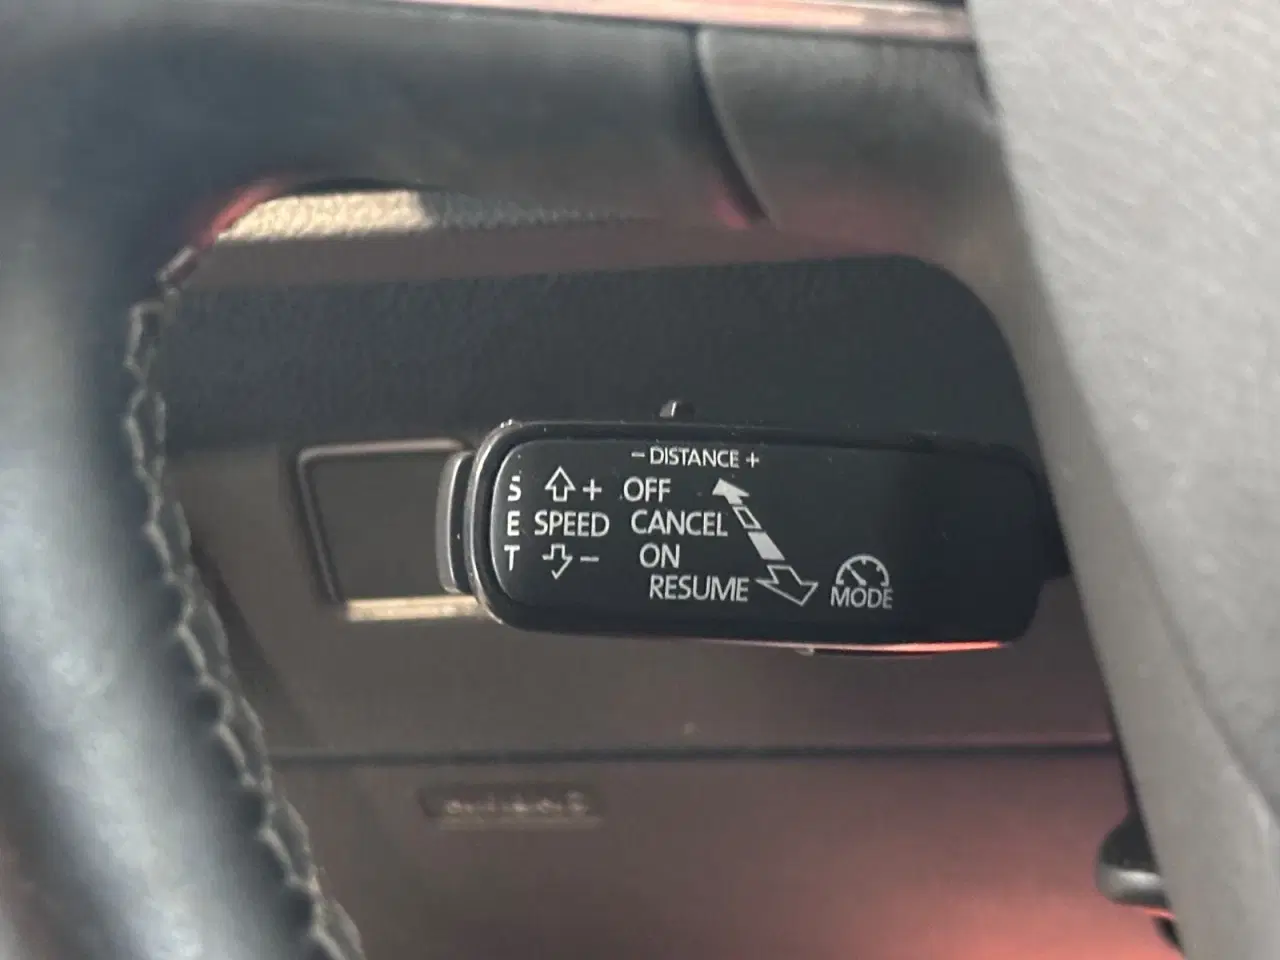 - DISTANCE +
S + OFF
E SPEED CANCEL
T - ON
RESUME
MODE